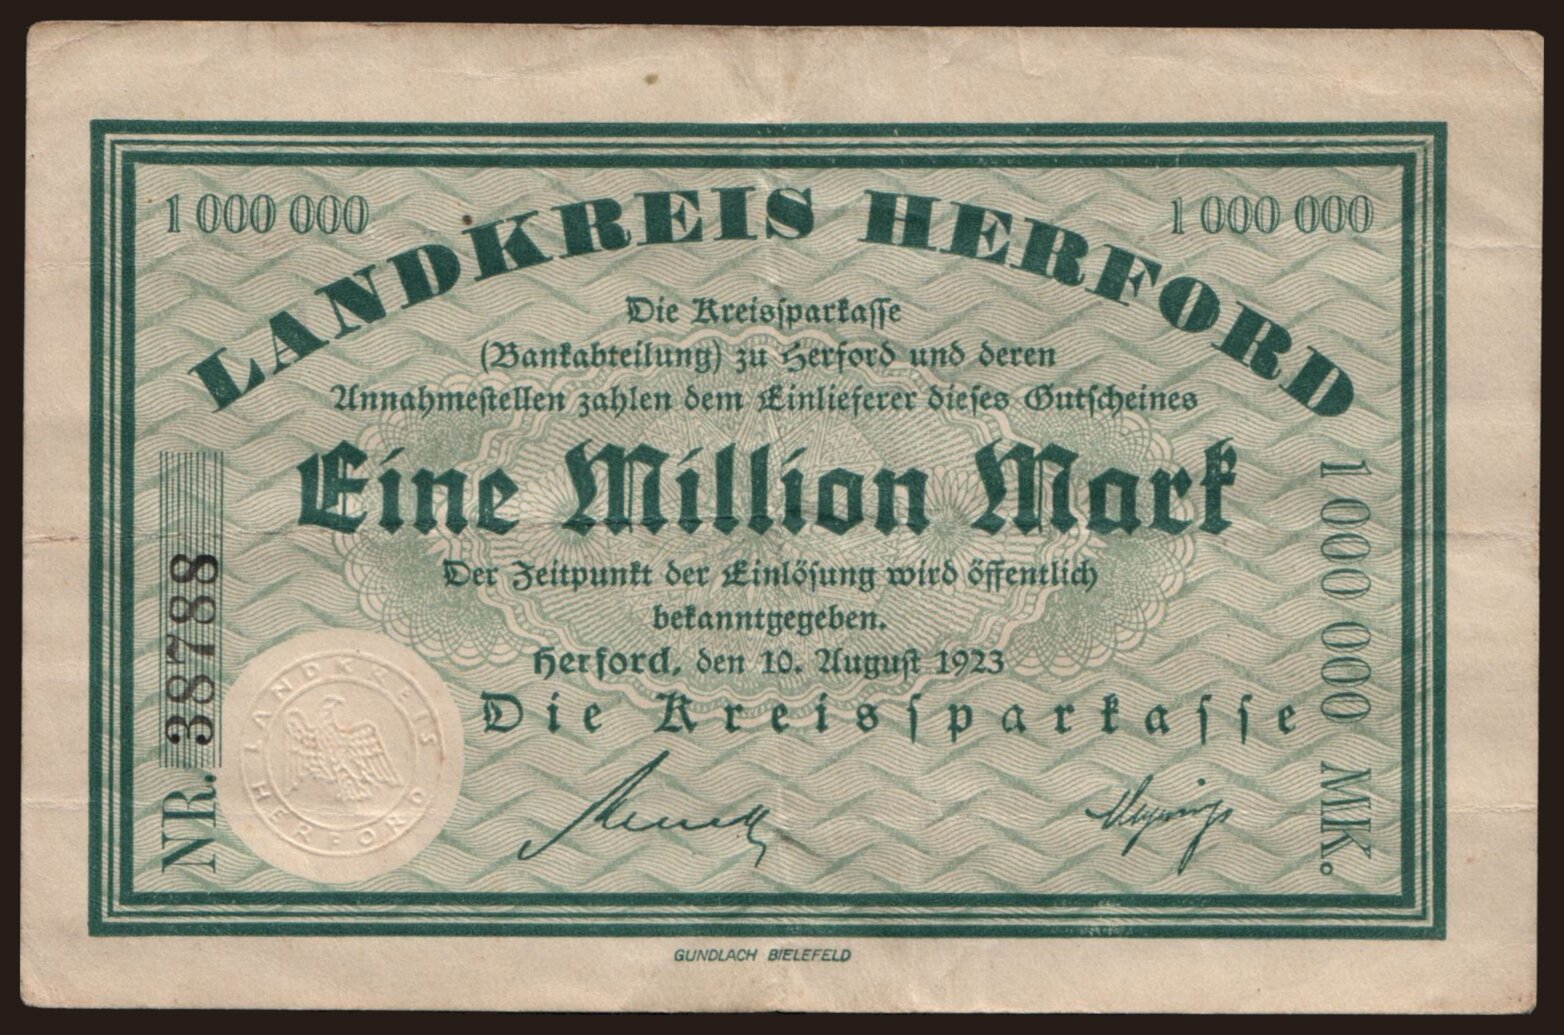 1 000 000
1 000 000
LANDKREIS HERFORD
Die Kreissparkasse
(Bankabteilung) zu Herford und deren
Annahmestellen zahlen dem Einlieferer dieses Gutscheines
Eine Million Mark
Der Zeitpunkt der Einlösung wird öffentlich
bekanntgegeben.
Herford, den 10. August 1923
Die Kreissparkasse
NR. 38788
LANDKREIS
HERFORD
1 000 000 MK.
GUNDLACH BIELEFELD